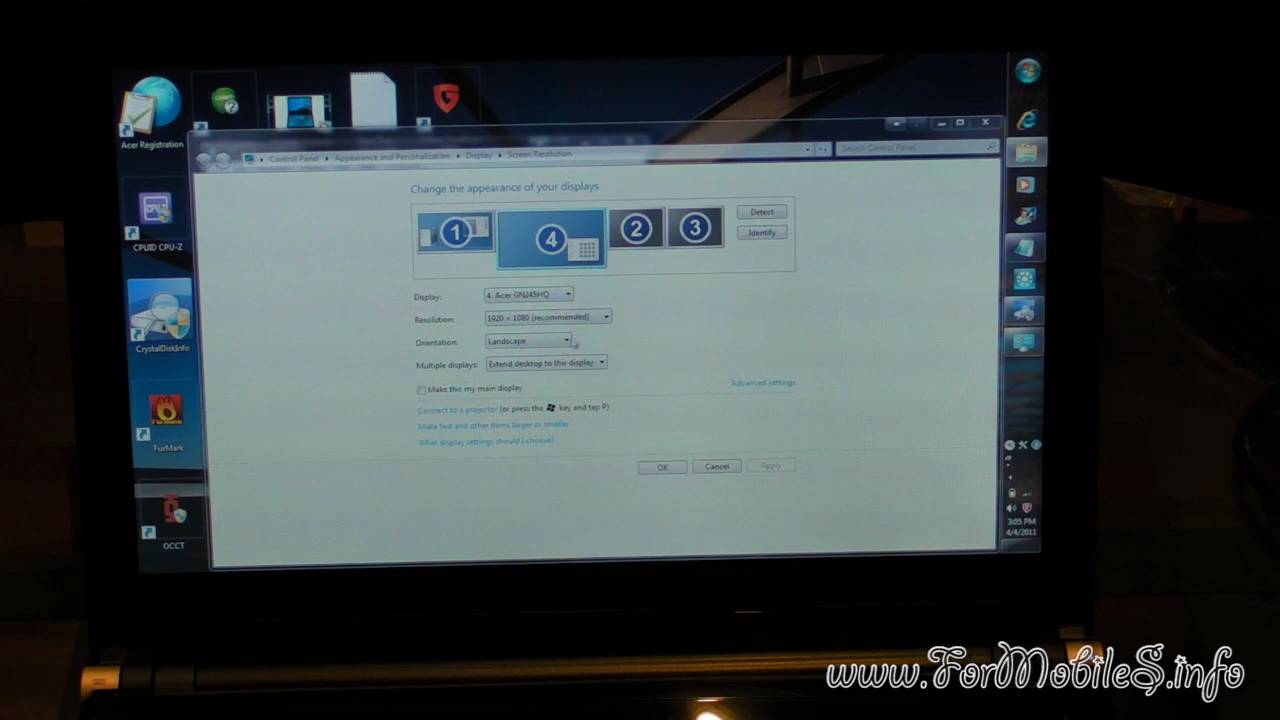 Acer Registration
CPUID CPU-Z
CrystalDiskInfo
FurMark
OCCT
Control Panel
Appearance and Personalization
Display
Screen Resolution
Search Control Panel
Change the appearance of your displays
1
4
2
3
Detect
Identify
Display: 4. Acer GN245HQ
Resolution: 1920 × 1080 (recommended)
Orientation: Landscape
Multiple displays: Extend desktop to this display
Make this my main display
Advanced settings
Connect to a projector (or press the key and tap P)
Make text and other items larger or smaller
What display settings should I choose?
OK Cancel Apply
3:05 PM
4/4/2011
www.ForMobileS.info